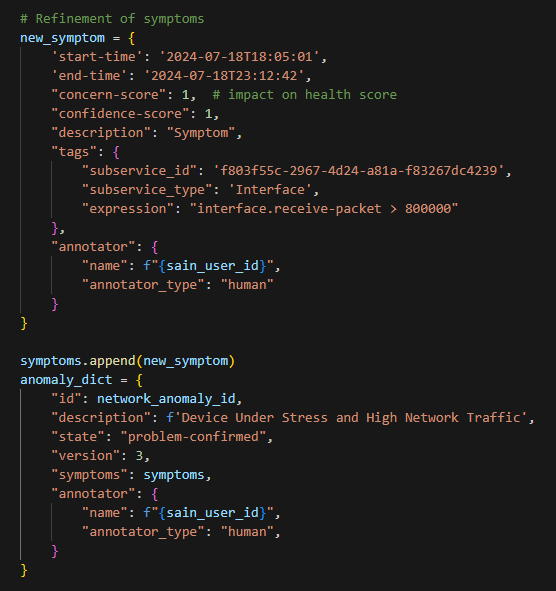 # Refinement of symptoms
new_symptom = {
    'start-time': '2024-07-18T18:05:01',
    'end-time': '2024-07-18T23:12:42',
    "concern-score": 1,  # impact on health score
    "confidence-score": 1,
    "description": "Symptom",
    "tags": {
        "subservice_id": 'f803f55c-2967-4d24-a81a-f83267dc4239',
        "subservice_type": 'Interface',
        "expression": "interface.receive-packet > 800000"
    },
    "annotator": {
        "name": f"{sain_user_id}",
        "annotator_type": "human"
    }
}

symptoms.append(new_symptom)
anomaly_dict = {
    "id": network_anomaly_id,
    "description": f'Device Under Stress and High Network Traffic',
    "state": "problem-confirmed",
    "version": 3,
    "symptoms": symptoms,
    "annotator": {
        "name": f"{sain_user_id}",
        "annotator_type": "human",
    }
}